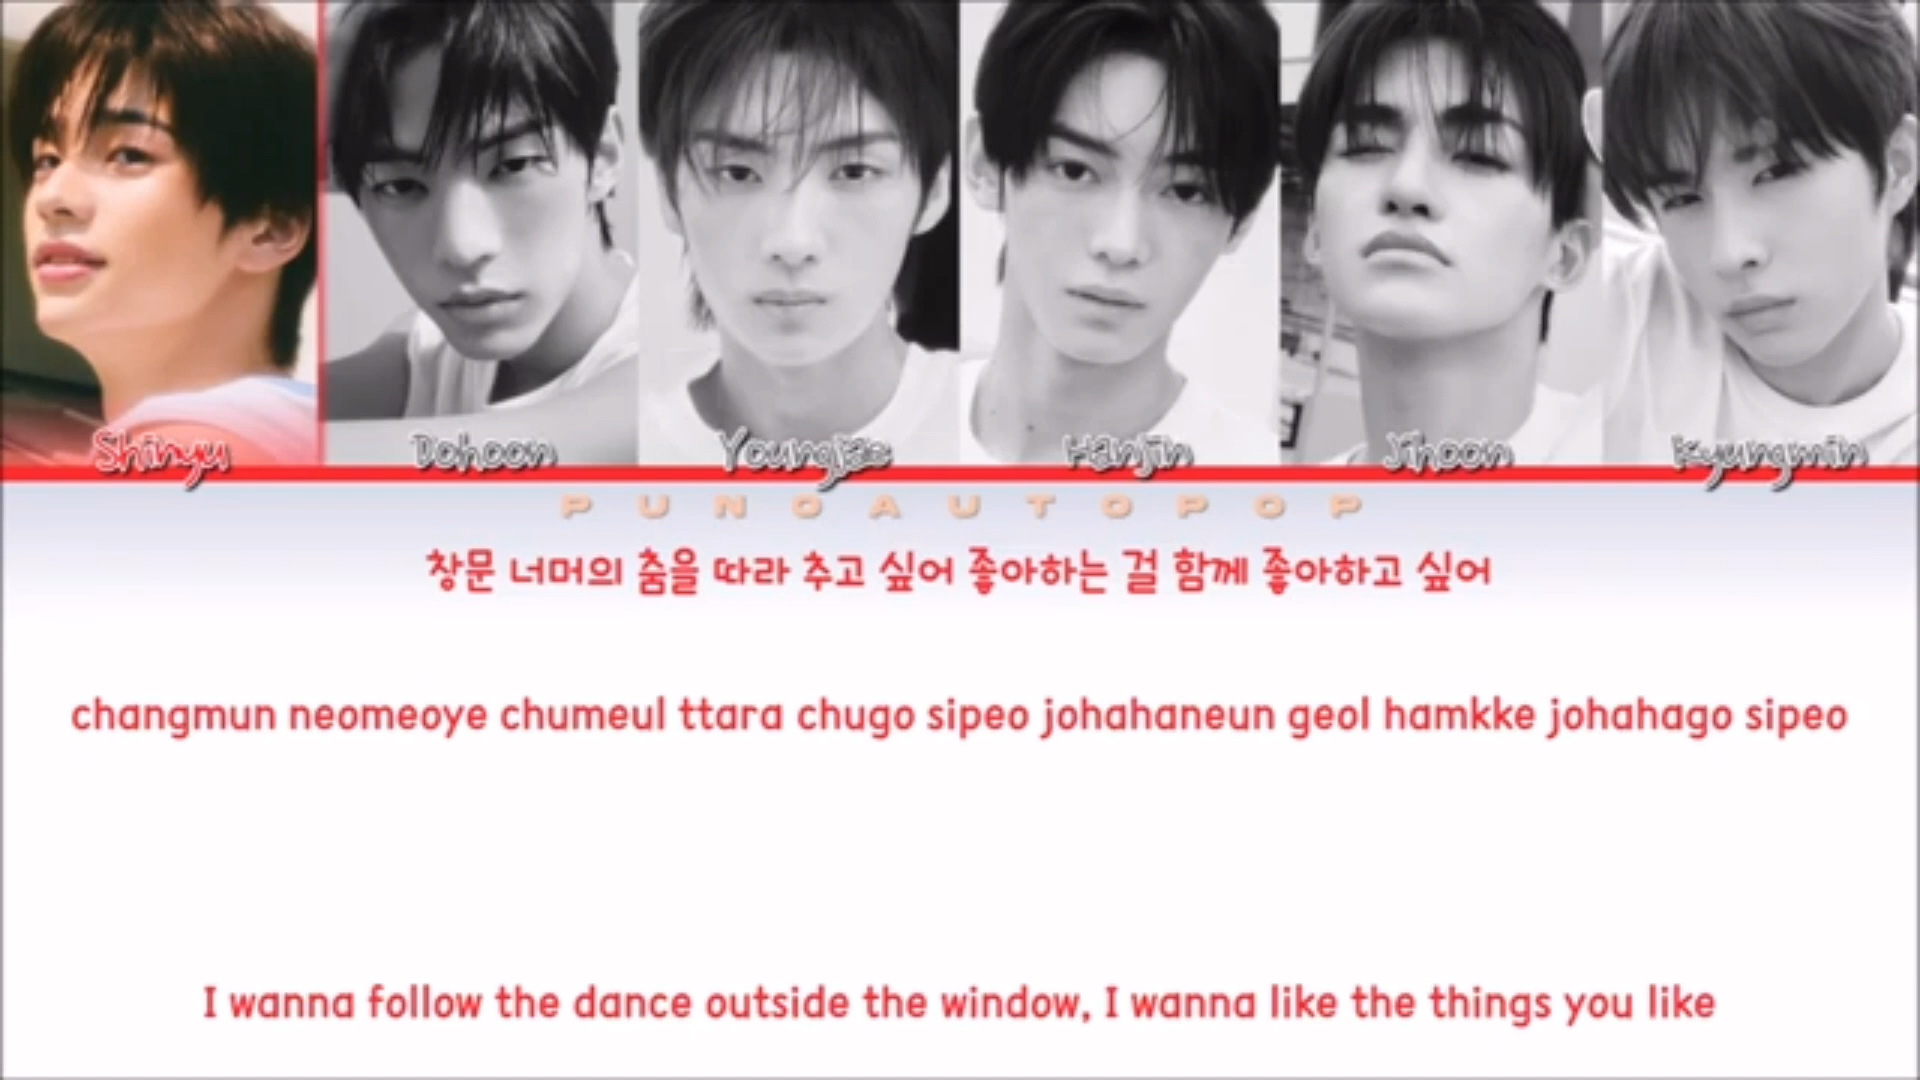 Shinyu
Dohoon
Youngjae
Hanjin
Jihoon
Kyungmin
PUNOAUTOPOP
창문 너머의 춤을 따라 추고 싶어 좋아하는 걸 함께 좋아하고 싶어
changmun neomeoye chumeul ttara chugo sipeo johahaneun geol hamkke johahago sipeo
I wanna follow the dance outside the window, I wanna like the things you like